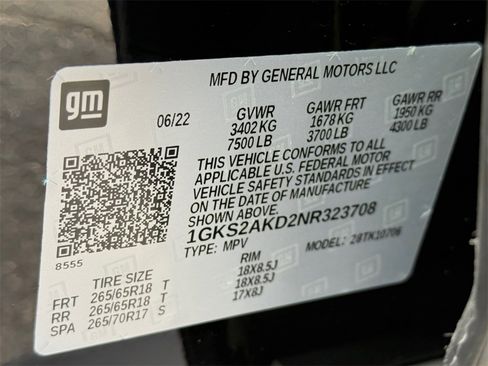 MFD BY GENERAL MOTORS LLC
gm
06/22 GVWR GAWR FRT GAWR RR
3402 KG 1678 KG 1950 KG
7500 LB 3700 LB 4300 LB
THIS VEHICLE CONFORMS TO ALL
APPLICABLE U.S. FEDERAL MOTOR
VEHICLE SAFETY STANDARDS IN EFFECT
ON THE DATE OF MANUFACTURE
SHOWN ABOVE.
1GKS2AKD2NR323708
8555 TYPE: MPV MODEL: 28TK10706
TIRE SIZE RIM
FRT 265/65R18 T 18X8.5J
RR 265/65R18 T 18X8.5J
SPA 265/70R17 S 17X8J